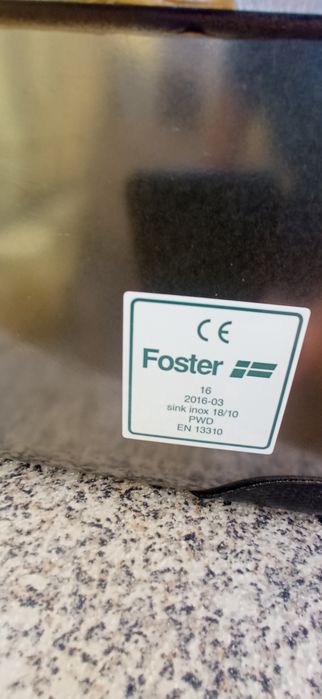 CE
Foster
16
2016-03
sink inox 18/10
PWD
EN 13310